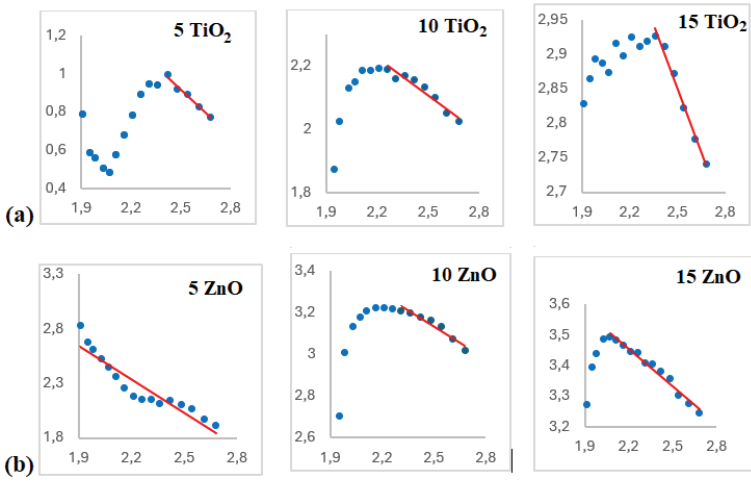 5 TiO₂
1,2
1
0,8
0,6
0,4
1,9 2,2 2,5 2,8
10 TiO₂
2,2
2
1,8
1,9 2,2 2,5 2,8
15 TiO₂
2,95
2,9
2,85
2,8
2,75
2,7
1,9 2,2 2,5 2,8
(a)
5 ZnO
3,3
2,8
2,3
1,8
1,9 2,2 2,5 2,8
10 ZnO
3,4
3,2
3
2,8
2,6
1,9 2,2 2,5 2,8
15 ZnO
3,6
3,5
3,4
3,3
3,2
1,9 2,2 2,5 2,8
(b)